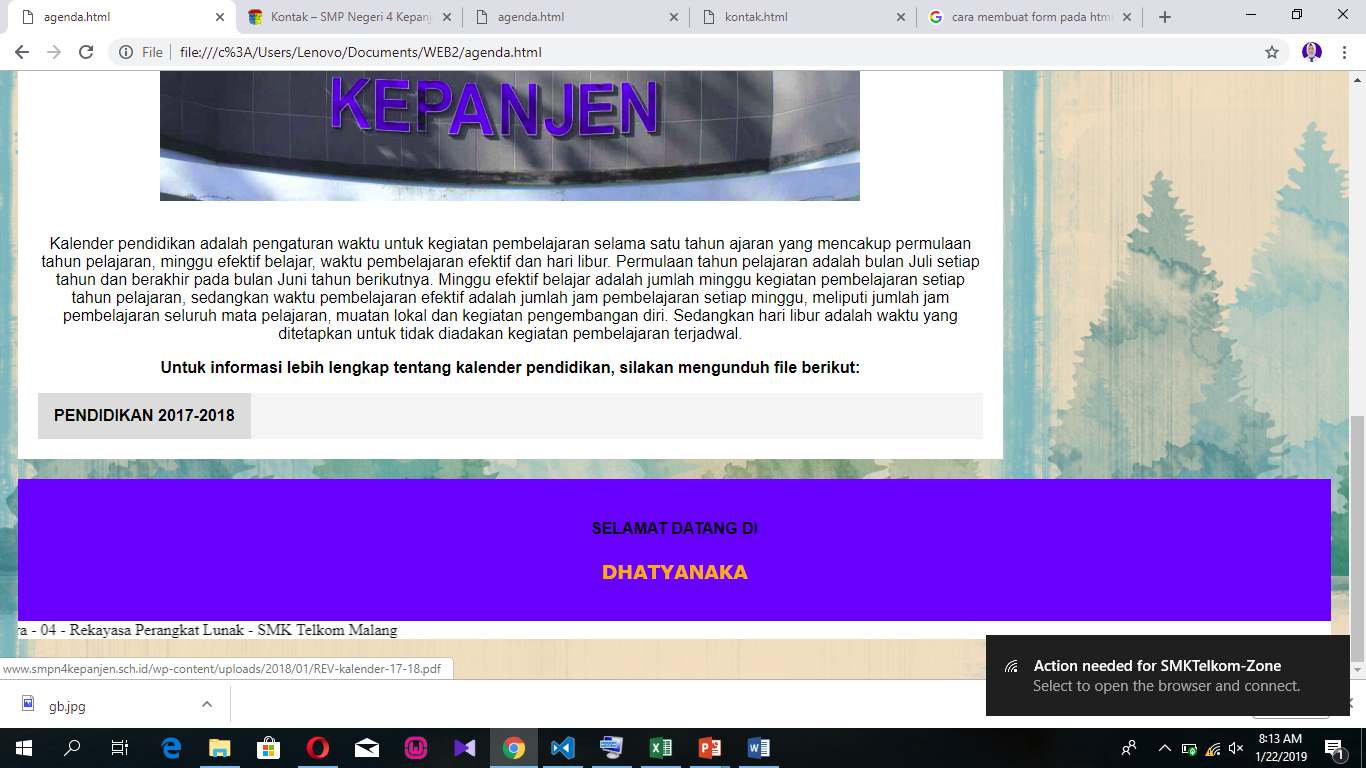 agenda.html
Kontak – SMP Negeri 4 Kepanj
agenda.html
kontak.html
cara membuat form pada html
File
file:///c%3A/Users/Lenovo/Documents/WEB2/agenda.html
KEPANJEN
Kalender pendidikan adalah pengaturan waktu untuk kegiatan pembelajaran selama satu tahun ajaran yang mencakup permulaan
tahun pelajaran, minggu efektif belajar, waktu pembelajaran efektif dan hari libur. Permulaan tahun pelajaran adalah bulan Juli setiap
tahun dan berakhir pada bulan Juni tahun berikutnya. Minggu efektif belajar adalah jumlah minggu kegiatan pembelajaran setiap
tahun pelajaran, sedangkan waktu pembelajaran efektif adalah jumlah jam pembelajaran setiap minggu, meliputi jumlah jam
pembelajaran seluruh mata pelajaran, muatan lokal dan kegiatan pengembangan diri. Sedangkan hari libur adalah waktu yang
ditetapkan untuk tidak diadakan kegiatan pembelajaran terjadwal.
Untuk informasi lebih lengkap tentang kalender pendidikan, silakan mengunduh file berikut:
PENDIDIKAN 2017-2018
SELAMAT DATANG DI
DHATYANAKA
ra - 04 - Rekayasa Perangkat Lunak - SMK Telkom Malang
www.smpn4kepanjen.sch.id/wp-content/uploads/2018/01/REV-kalender-17-18.pdf
Action needed for SMKTelkom-Zone
Select to open the browser and connect.
gb.jpg
8:13 AM
1/22/2019
1